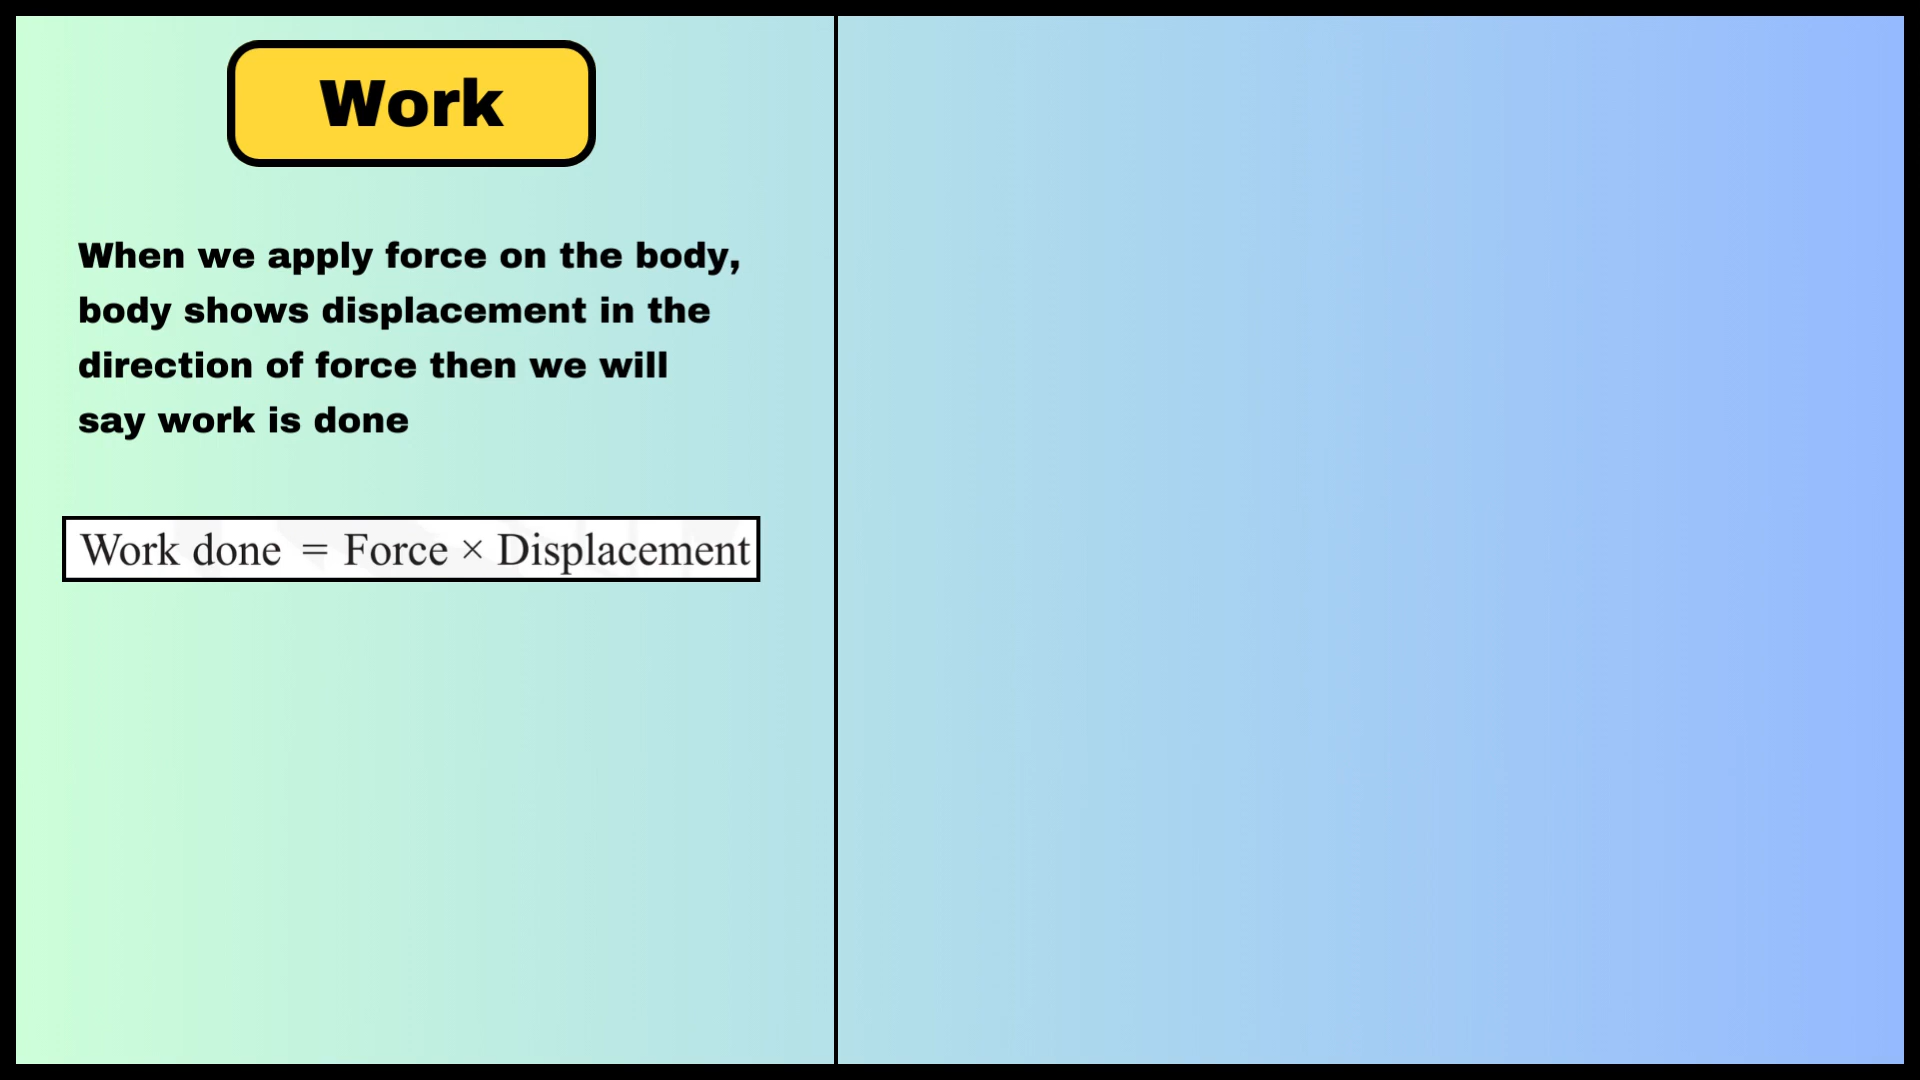 Work
When we apply force on the body,
body shows displacement in the
direction of force then we will
say work is done
Work done = Force × Displacement